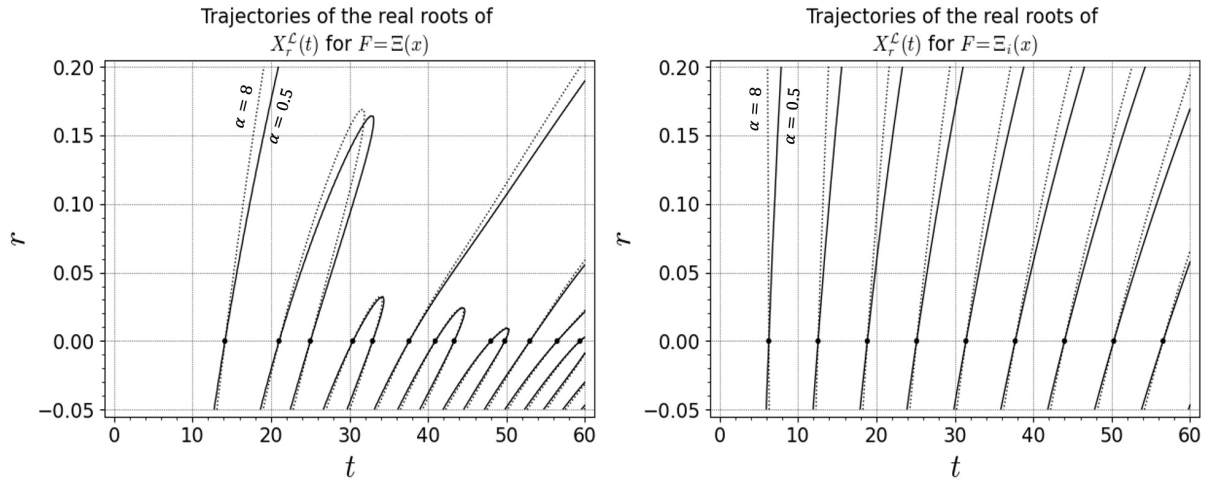 Trajectories of the real roots of
X_r^ℒ(t) for F=Ξ(x)
0.20
0.15
0.10
0.05
0.00
−0.05
r
α = 8
α = 0.5
0 10 20 30 40 50 60
t
Trajectories of the real roots of
X_r^ℒ(t) for F=Ξ_i(x)
0.20
0.15
0.10
0.05
0.00
−0.05
r
α = 8
α = 0.5
0 10 20 30 40 50 60
t